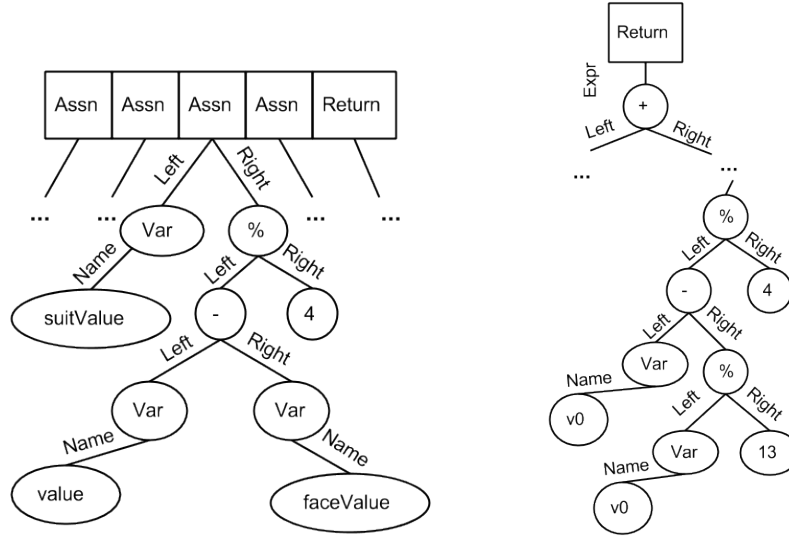 Assn Assn Assn Assn Return
Left Right
... ... ... ...
Var %
Name Left Right
suitValue - 4
Left Right
Var Var
Name Name
value faceValue
Return
Expr
+
Left Right
... ...
%
Left Right
- 4
Left Right
Var %
Name Left Right
v0 Var 13
Name
v0